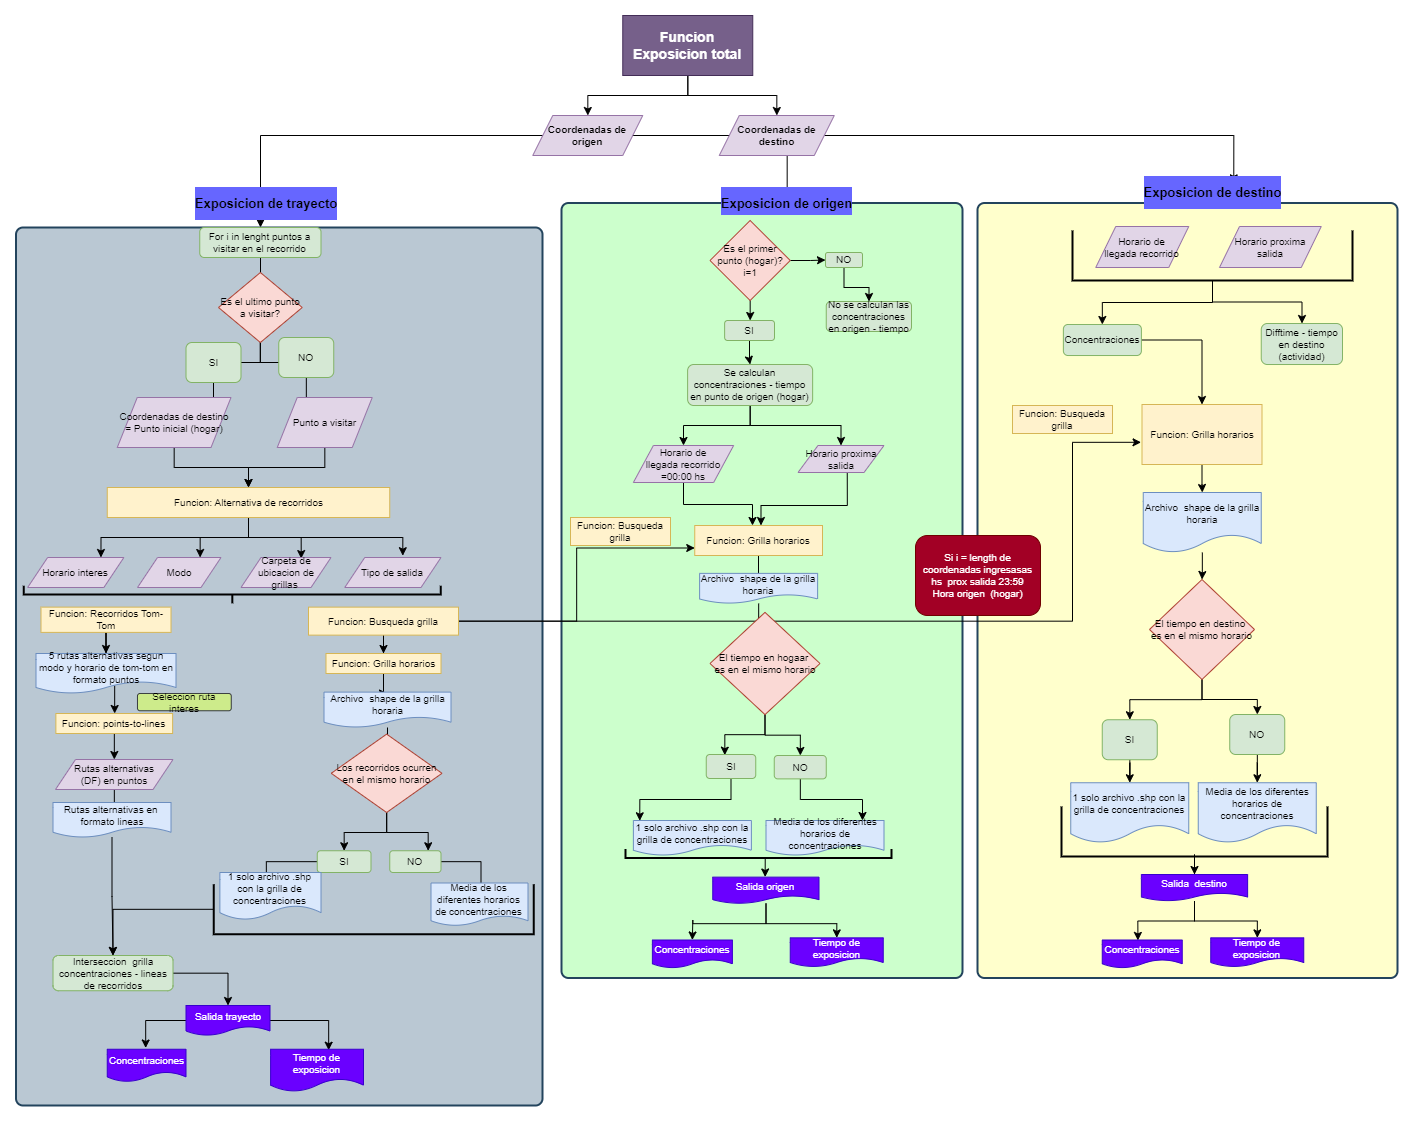 Funcion
Exposicion total
Coordenadas de
origen
Coordenadas de
destino
Exposicion de trayecto
For i in lenght puntos a
visitar en el recorrido
Es el ultimo punto
a visitar?
SI
NO
Coordenadas de destino
= Punto inicial (hogar)
Punto a visitar
Funcion: Alternativa de recorridos
Horario interes
Modo
Carpeta de
ubicacion de
grillas
Tipo de salida
Funcion: Recorridos Tom-
Tom
5 rutas alternativas segun
modo y horario de tom-tom en
formato puntos
Seleccion ruta
interes
Funcion: points-to-lines
Rutas alternativas
(DF) en puntos
Rutas alternativas en
formato lineas
Funcion: Busqueda grilla
Funcion: Grilla horarios
Archivo  shape de la grilla
horaria
Los recorridos ocurren
en el mismo horario
SI
NO
1 solo archivo .shp
con la grilla de
concentraciones
Media de los
diferentes horarios
de concentraciones
Interseccion  grilla
concentraciones - lineas
de recorridos
Salida trayecto
Concentraciones
Tiempo de
exposicion
Exposicion de origen
Es el primer
punto (hogar)?
i=1
NO
No se calculan las
concentraciones
en origen - tiempo
SI
Se calculan
concentraciones - tiempo
en punto de origen (hogar)
Horario de
llegada recorrido
=00:00 hs
Horario proxima
salida
Funcion: Busqueda
grilla
Funcion: Grilla horarios
Archivo  shape de la grilla
horaria
El tiempo en hogaar
es en el mismo horario
SI
NO
1 solo archivo .shp con la
grilla de concentraciones
Media de los diferentes
horarios de
concentraciones
Salida origen
Concentraciones
Tiempo de
exposicion
Si i = length de
coordenadas ingresasas
hs  prox salida 23:59
Hora origen  (hogar)
Exposicion de destino
Horario de
llegada recorrido
Horario proxima
salida
Concentraciones
Difftime - tiempo
en destino
(actividad)
Funcion: Busqueda
grilla
Funcion: Grilla horarios
Archivo  shape de la grilla
horaria
El tiempo en destino
es en el mismo horario
SI
NO
1 solo archivo .shp con la
grilla de concentraciones
Media de los diferentes
horarios de
concentraciones
Salida  destino
Concentraciones
Tiempo de
exposicion